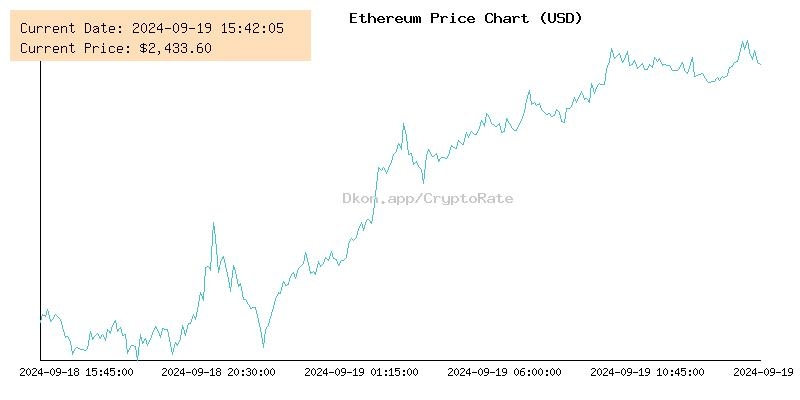 Ethereum Price Chart (USD)
Current Date: 2024-09-19 15:42:05
Current Price: $2,433.60
Dkon.app/CryptoRate
2024-09-18 15:45:00 2024-09-18 20:30:00 2024-09-19 01:15:00 2024-09-19 06:00:00 2024-09-19 10:45:00 2024-09-19